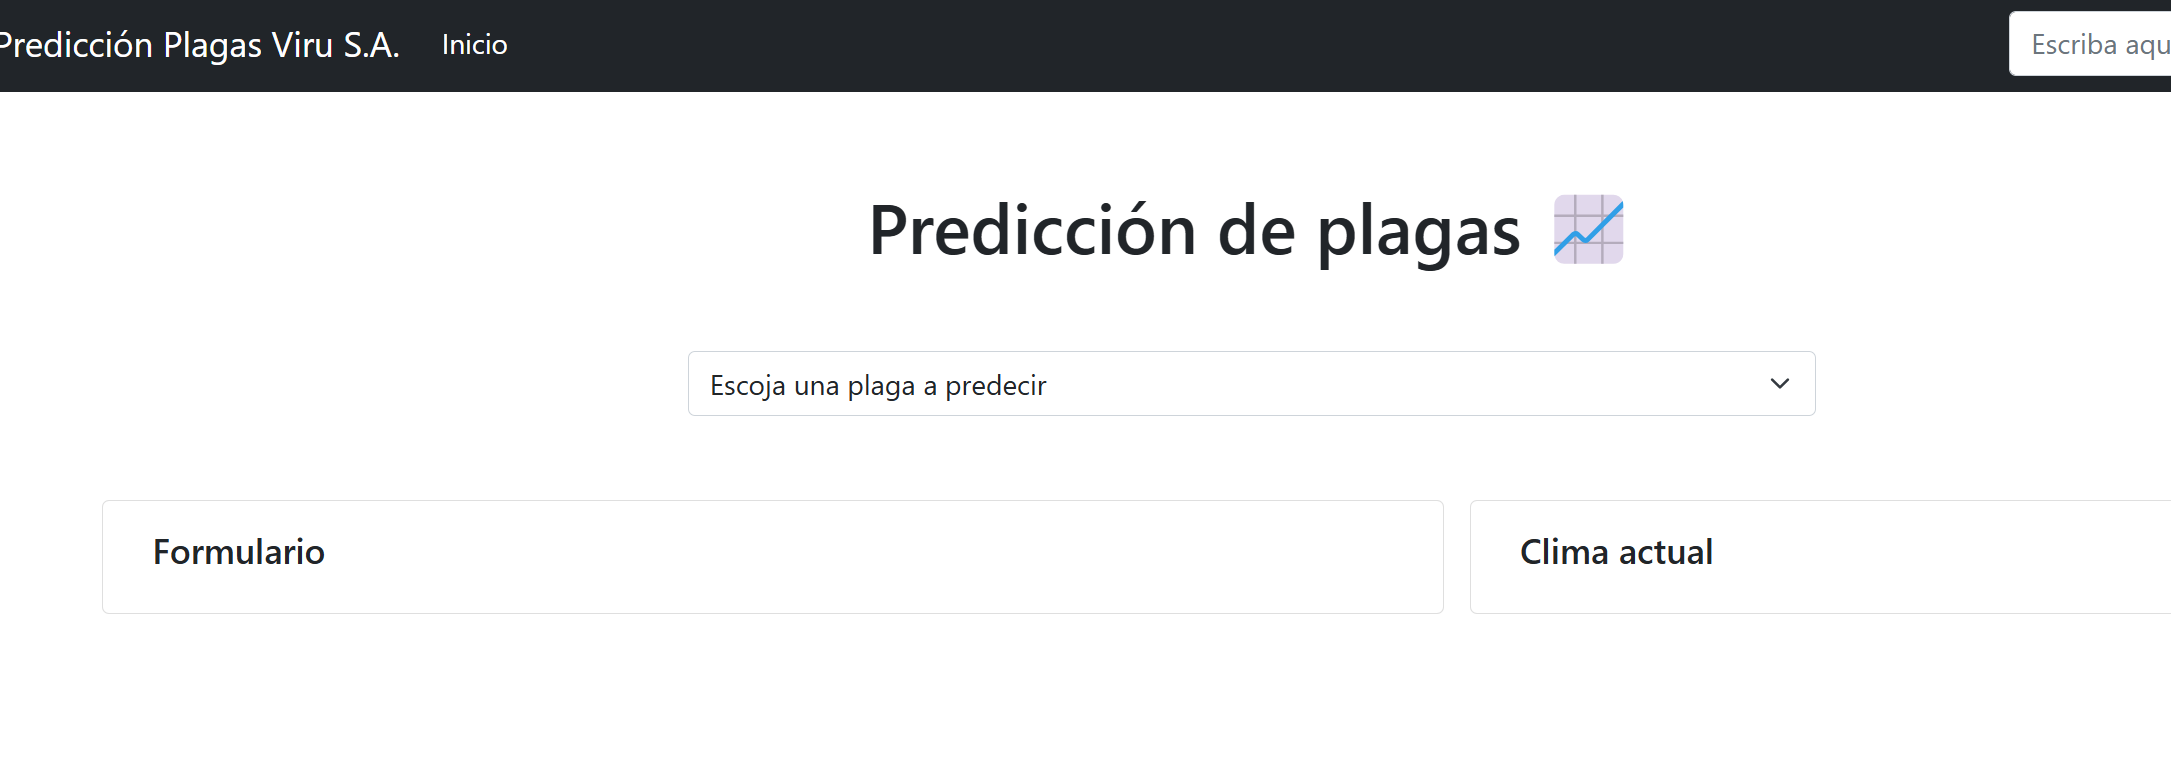 Predicción Plagas Viru S.A. Inicio Escriba aqu
Predicción de plagas
Escoja una plaga a predecir
Formulario
Clima actual